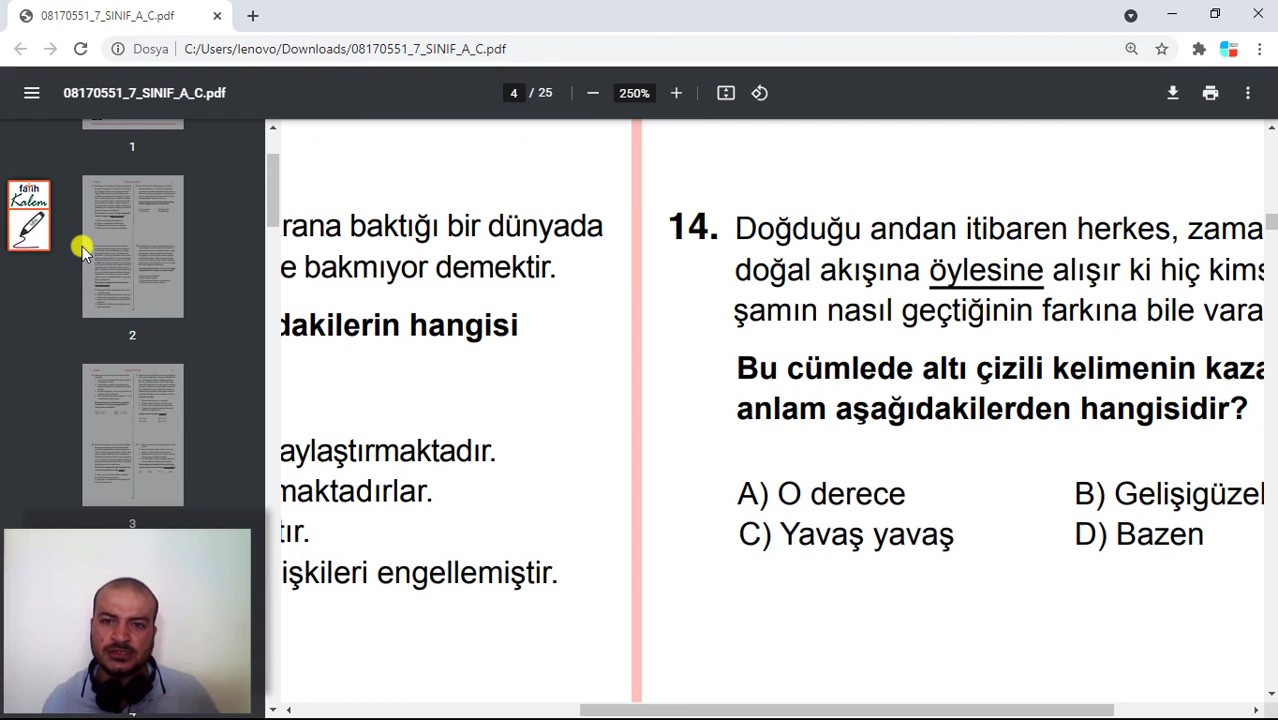 08170551_7_SINIF_A_C.pdf
Dosya
C:/Users/lenovo/Downloads/08170551_7_SINIF_A_C.pdf
08170551_7_SINIF_A_C.pdf
4 / 25
250%
1
fatih
Kalem
2
3
rana baktığı bir dünyada
e bakmıyor demektir.
dakilerin hangisi
aylaştırmaktadır.
maktadırlar.
tır.
işkileri engellemiştir.
14. Doğduğu andan itibaren herkes, zama
doğal akışına öylesine alışır ki hiç kims
şamın nasıl geçtiğinin farkına bile vara
Bu cümlede altı çizili kelimenin kaza
anlam aşağıdakilerden hangisidir?
A) O derece
B) Gelişigüzel
C) Yavaş yavaş
D) Bazen